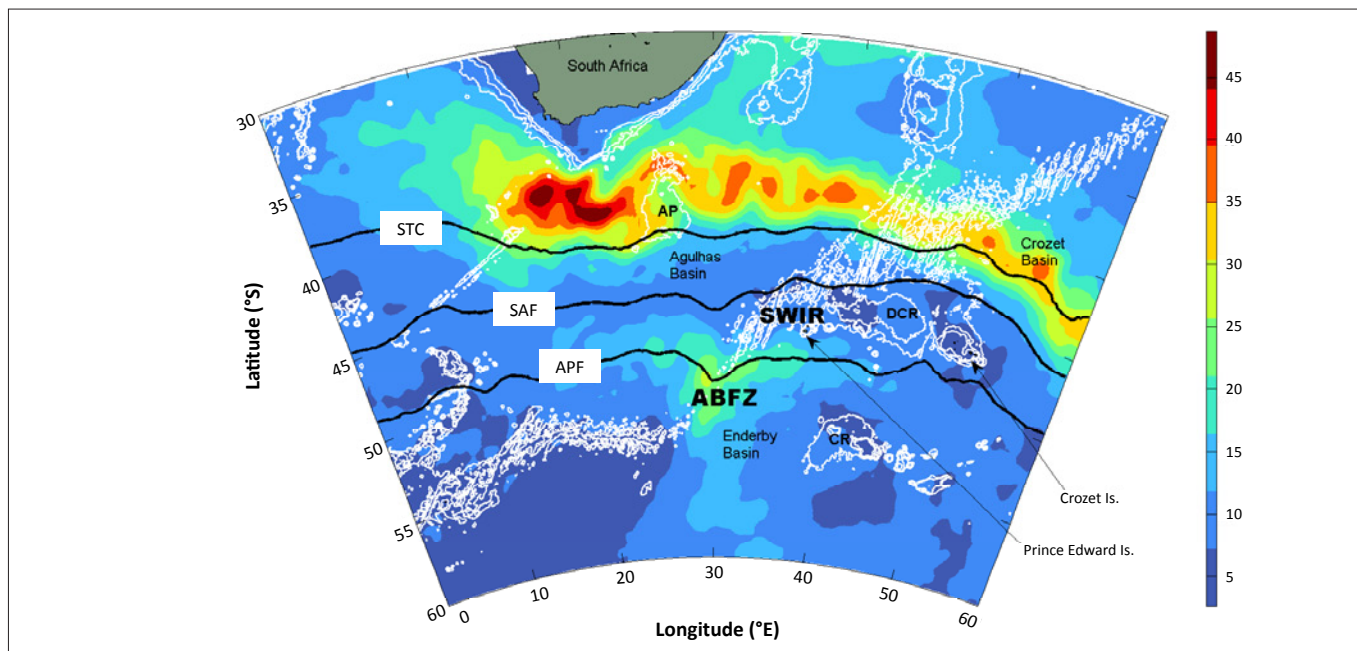 South Africa
30
35
40
45
50
55
60
Latitude (°S)
STC
SAF
APF
AP
Agulhas
Basin
Crozet
Basin
SWIR
DCR
ABFZ
Enderby
Basin
CR
Crozet Is.
Prince Edward Is.
0
10
20
30
40
50
60
Longitude (°E)
45
40
35
30
25
20
15
10
5